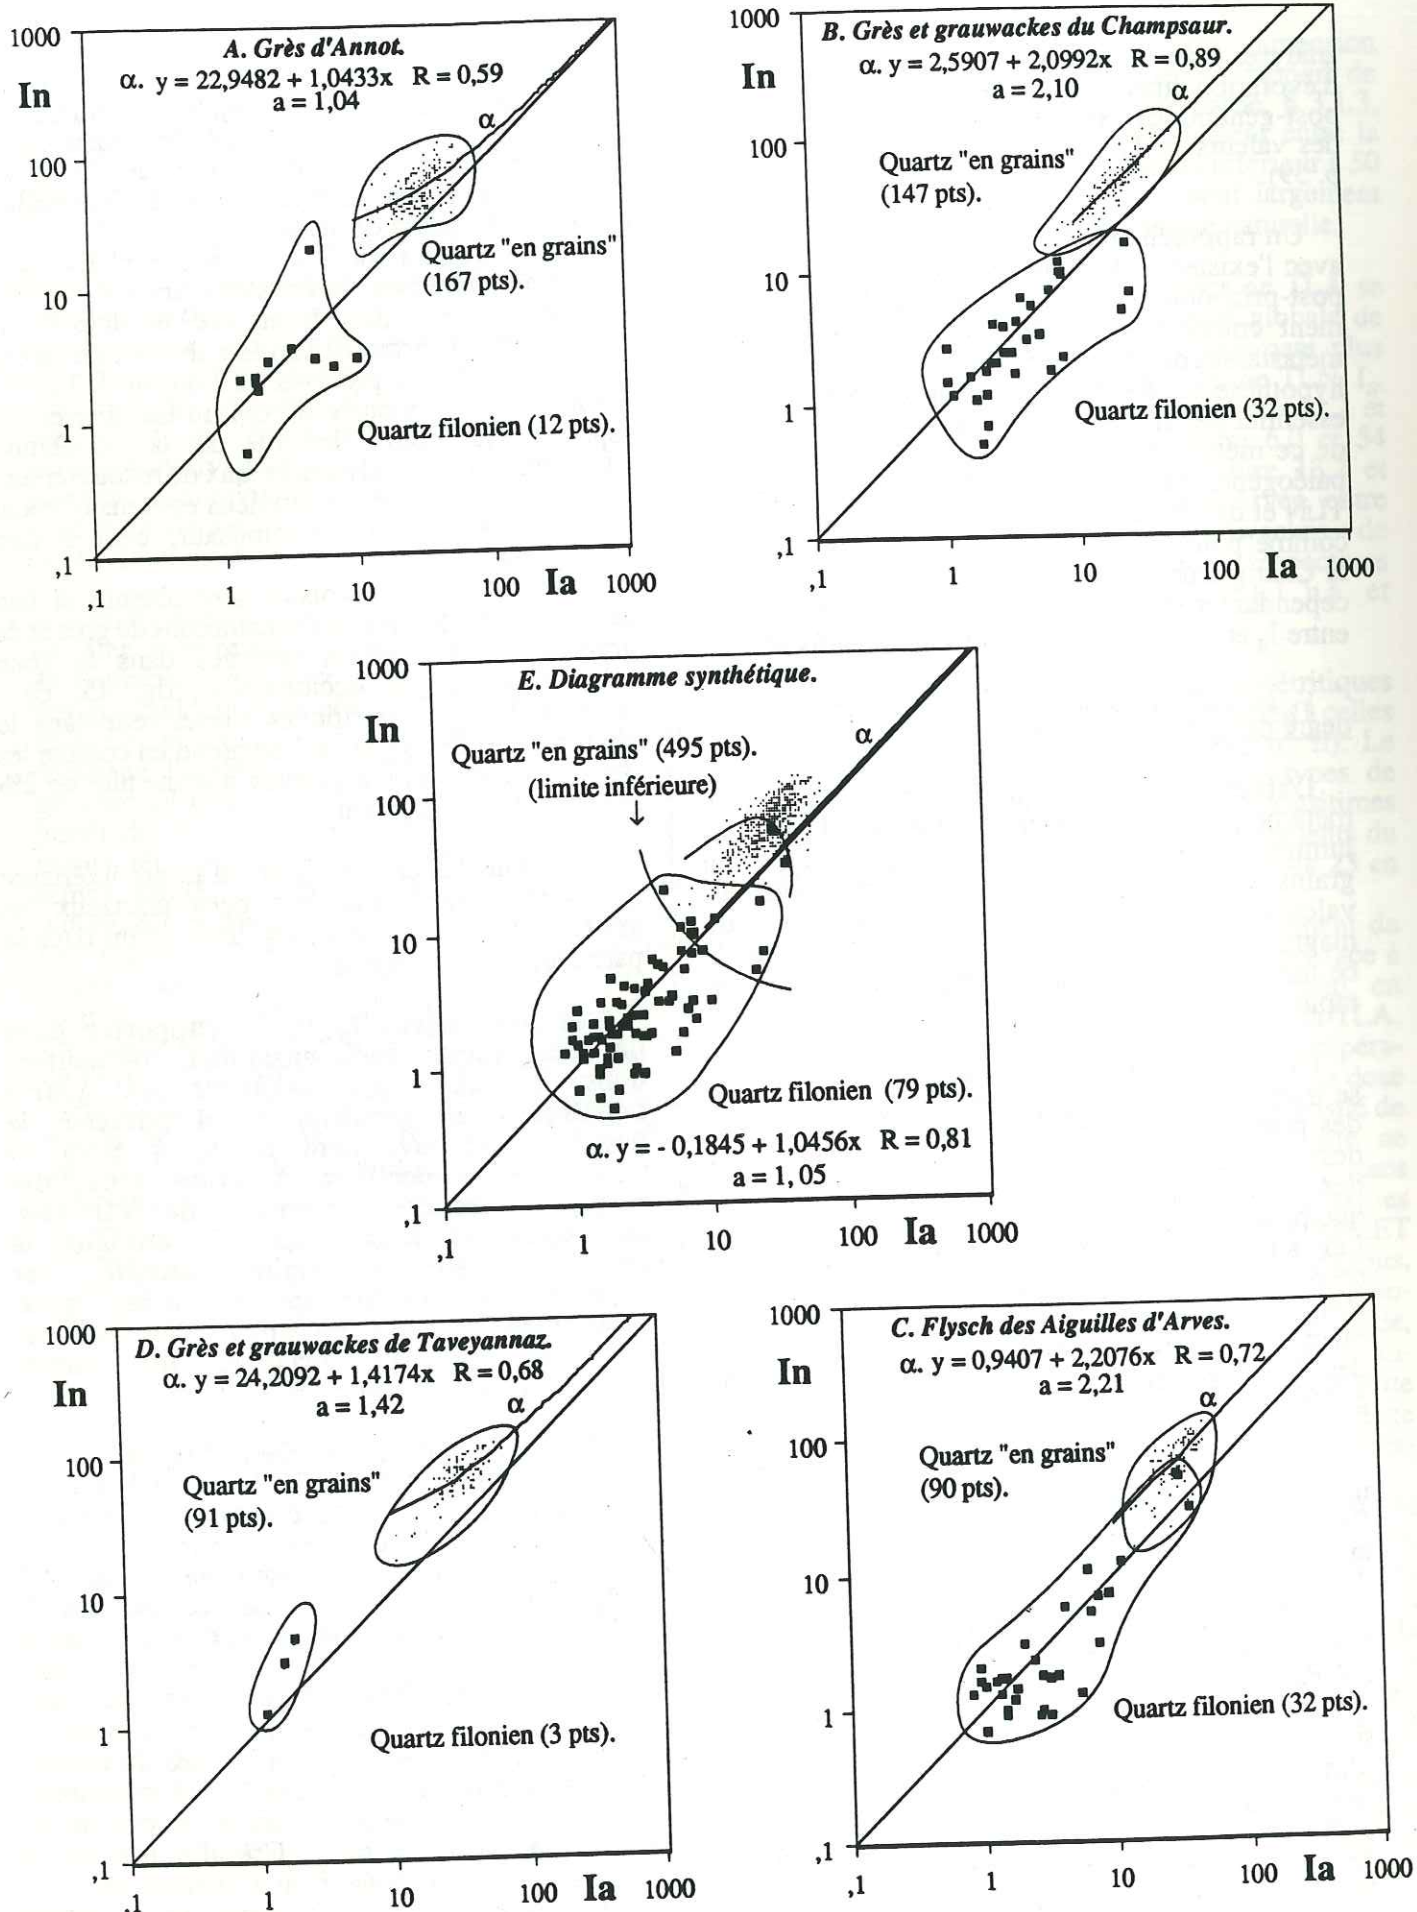 A. Grès d'Annot.
α. y = 22,9482 + 1,0433x R = 0,59
a = 1,04
1000
In
α
100
Quartz "en grains"
(167 pts).
10
1
Quartz filonien (12 pts).
,1
,1 1 10 100 Ia 1000
B. Grès et grauwackes du Champsaur.
α. y = 2,5907 + 2,0992x R = 0,89
a = 2,10
1000
In
α
100
Quartz "en grains"
(147 pts).
10
1
Quartz filonien (32 pts).
,1
,1 1 10 100 Ia 1000
E. Diagramme synthétique.
1000
In
α
Quartz "en grains" (495 pts).
(limite inférieure)
100
10
1
Quartz filonien (79 pts).
α. y = - 0,1845 + 1,0456x R = 0,81
a = 1, 05
,1
,1 1 10 100 Ia 1000
D. Grès et grauwackes de Taveyannaz.
α. y = 24,2092 + 1,4174x R = 0,68
a = 1,42
1000
In
α
100
Quartz "en grains"
(91 pts).
10
1
Quartz filonien (3 pts).
,1
,1 1 10 100 Ia 1000
C. Flysch des Aiguilles d'Arves.
α. y = 0,9407 + 2,2076x R = 0,72
a = 2,21
1000
In
α
100
Quartz "en grains"
(90 pts).
10
1
Quartz filonien (32 pts).
,1
,1 1 10 100 Ia 1000